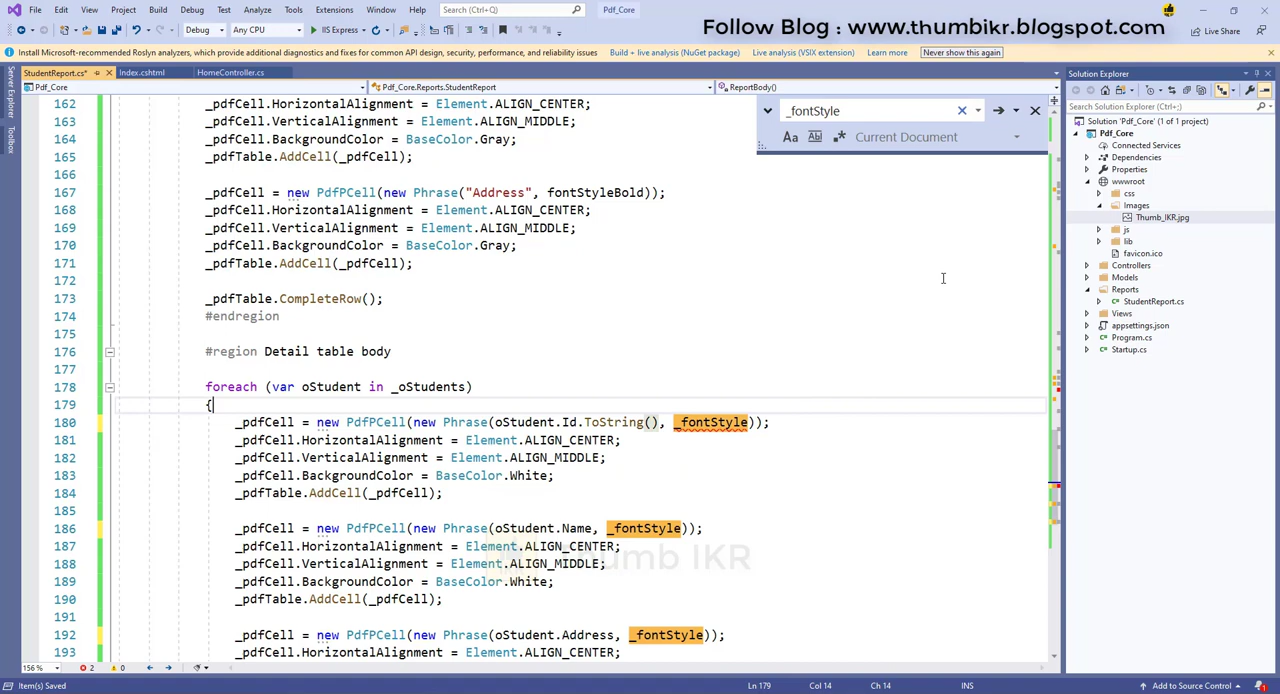 File Edit View Project Build Debug Test Analyze Tools Extensions Window Help Search (Ctrl+Q) Pdf_Core
Follow Blog : www.thumbikr.blogspot.com
Debug Any CPU IIS Express Live Share
Install Microsoft-recommended Roslyn analyzers, which provide additional diagnostics and fixes for common API design, security, performance, and reliability issues Build + live analysis (NuGet package) Live analysis (VSIX extension) Learn more Never show this again
Server Explorer
Toolbox
StudentReport.cs* Index.cshtml HomeController.cs
Pdf_Core Pdf_Core.Reports.StudentReport ReportBody()
_fontStyle
Aa Ab Current Document
162 _pdfCell.HorizontalAlignment = Element.ALIGN_CENTER;
163 _pdfCell.VerticalAlignment = Element.ALIGN_MIDDLE;
164 _pdfCell.BackgroundColor = BaseColor.Gray;
165 _pdfTable.AddCell(_pdfCell);
166
167 _pdfCell = new PdfPCell(new Phrase("Address", fontStyleBold));
168 _pdfCell.HorizontalAlignment = Element.ALIGN_CENTER;
169 _pdfCell.VerticalAlignment = Element.ALIGN_MIDDLE;
170 _pdfCell.BackgroundColor = BaseColor.Gray;
171 _pdfTable.AddCell(_pdfCell);
172
173 _pdfTable.CompleteRow();
174 #endregion
175
176 #region Detail table body
177
178 foreach (var oStudent in _oStudents)
179 {
180 _pdfCell = new PdfPCell(new Phrase(oStudent.Id.ToString(), _fontStyle));
181 _pdfCell.HorizontalAlignment = Element.ALIGN_CENTER;
182 _pdfCell.VerticalAlignment = Element.ALIGN_MIDDLE;
183 _pdfCell.BackgroundColor = BaseColor.White;
184 _pdfTable.AddCell(_pdfCell);
185
186 _pdfCell = new PdfPCell(new Phrase(oStudent.Name, _fontStyle));
187 _pdfCell.HorizontalAlignment = Element.ALIGN_CENTER;
188 _pdfCell.VerticalAlignment = Element.ALIGN_MIDDLE;
189 _pdfCell.BackgroundColor = BaseColor.White;
190 _pdfTable.AddCell(_pdfCell);
191
192 _pdfCell = new PdfPCell(new Phrase(oStudent.Address, _fontStyle));
193 _pdfCell.HorizontalAlignment = Element.ALIGN_CENTER;
Thumb IKR
Solution Explorer
Search Solution Explorer (Ctrl+;)
Solution 'Pdf_Core' (1 of 1 project)
Pdf_Core
Connected Services
Dependencies
Properties
wwwroot
css
Images
Thumb_IKR.jpg
js
lib
favicon.ico
Controllers
Models
Reports
StudentReport.cs
Views
appsettings.json
Program.cs
Startup.cs
156 % 2 0
Item(s) Saved Ln 179 Col 14 Ch 14 INS Add to Source Control 1